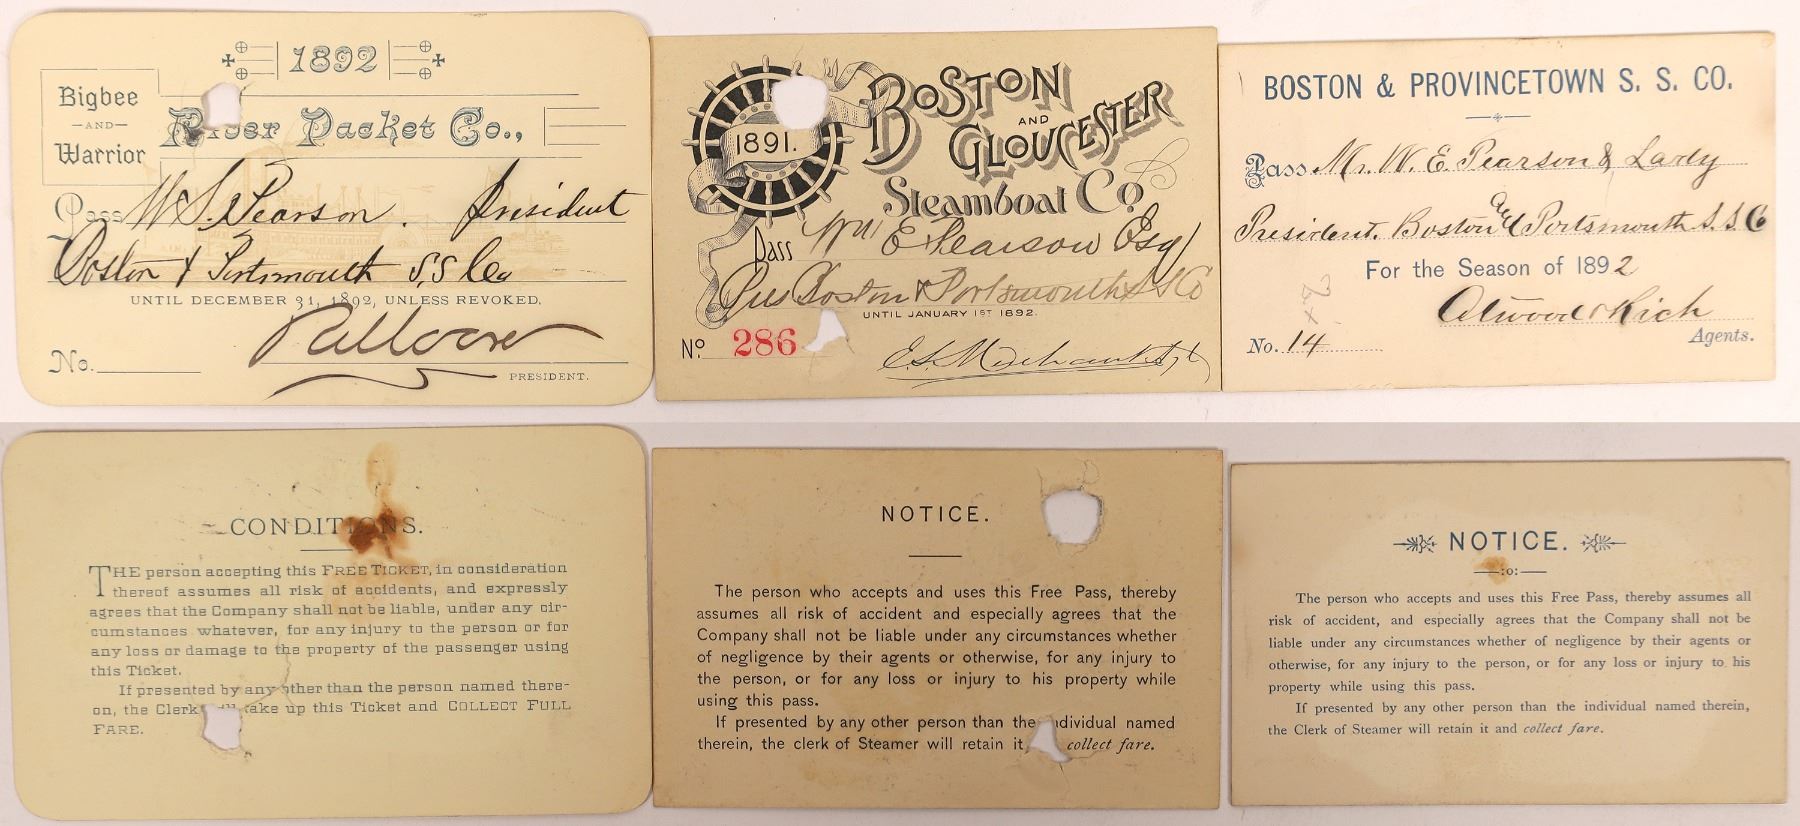 1892
Bigbee
AND
Warrior
River Packet Co.,
Pass W. S. Pearson. President
Boston & Portsmouth S,S Co
UNTIL DECEMBER 31, 1892, UNLESS REVOKED.
No.
PRESIDENT.
1891.
BOSTON
AND
GLOUCESTER
Steamboat Co.
Pass Wm E Pearson Esq
Pres Boston & Portsmouth S S Co
UNTIL JANUARY 1ST 1892.
No. 286
BOSTON & PROVINCETOWN S. S. CO.
Pass Mr. W. E. Pearson & Lady
President. Boston and Portsmouth S. S. Co
For the Season of 1892
Atwood & Rich
No. 14
Agents.
CONDITIONS.
THE person accepting this FREE TICKET, in consideration
thereof assumes all risk of accidents, and expressly
agrees that the Company shall not be liable, under any cir-
cumstances whatever, for any injury to the person or for
any loss or damage to the property of the passenger using
this Ticket.
If presented by any other than the person named there-
on, the Clerk take up this Ticket and COLLECT FULL
FARE.
NOTICE.
The person who accepts and uses this Free Pass, thereby
assumes all risk of accident and especially agrees that the
Company shall not be liable under any circumstances whether
of negligence by their agents or otherwise, for any injury to
the person, or for any loss or injury to his property while
using this pass.
If presented by any other person than the individual named
therein, the clerk of Steamer will retain it collect fare.
NOTICE.
:o:
The person who accepts and uses this Free Pass, thereby assumes all
risk of accident, and especially agrees that the Company shall not be
liable under any circumstances whether of negligence by their agents or
otherwise, for any injury to the person, or for any loss or injury to his
property while using this pass.
If presented by any other person than the individual named therein,
the Clerk of Steamer will retain it and collect fare.